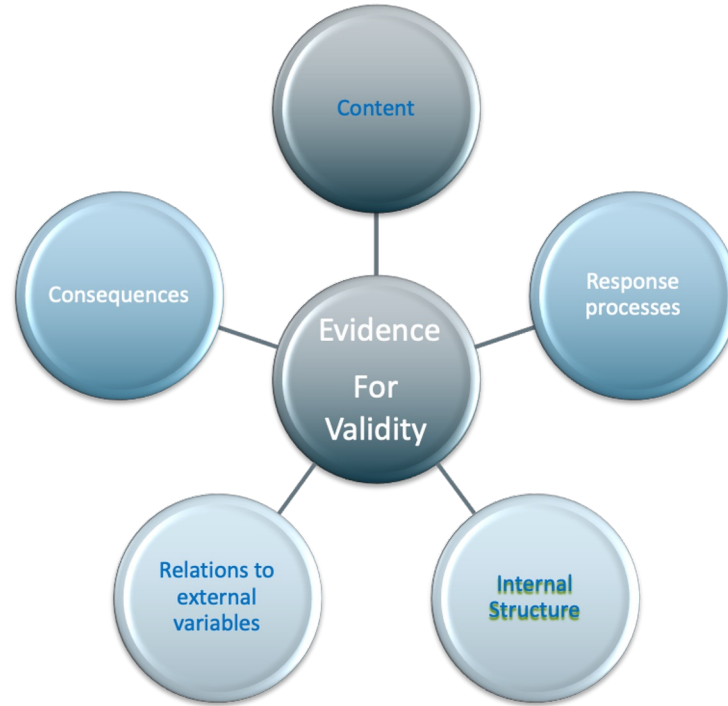 Content
Response
processes
Internal
Structure
Relations to
external
variables
Consequences
Evidence
For
Validity